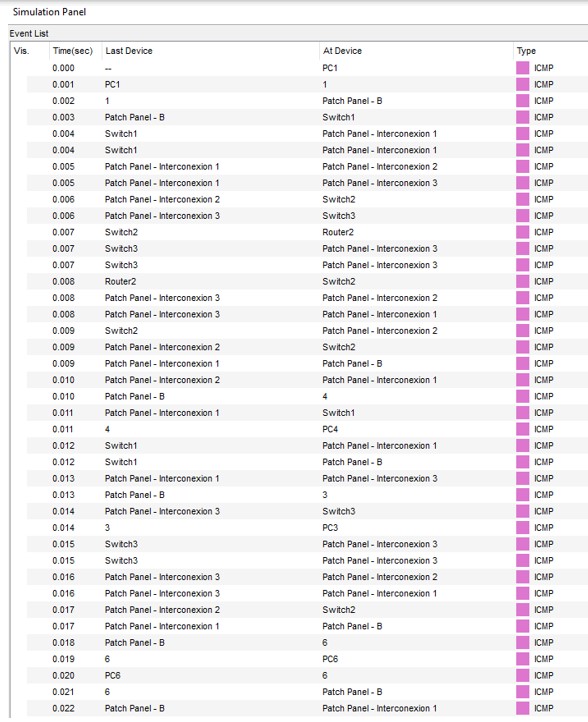 Simulation Panel
Event List
Vis. Time(sec) Last Device At Device Type
0.000 -- PC1 ICMP
0.001 PC1 1 ICMP
0.002 1 Patch Panel - B ICMP
0.003 Patch Panel - B Switch1 ICMP
0.004 Switch1 Patch Panel - Interconexion 1 ICMP
0.004 Switch1 Patch Panel - Interconexion 1 ICMP
0.005 Patch Panel - Interconexion 1 Patch Panel - Interconexion 2 ICMP
0.005 Patch Panel - Interconexion 1 Patch Panel - Interconexion 3 ICMP
0.006 Patch Panel - Interconexion 2 Switch2 ICMP
0.006 Patch Panel - Interconexion 3 Switch3 ICMP
0.007 Switch2 Router2 ICMP
0.007 Switch3 Patch Panel - Interconexion 3 ICMP
0.007 Switch3 Patch Panel - Interconexion 3 ICMP
0.008 Router2 Switch2 ICMP
0.008 Patch Panel - Interconexion 3 Patch Panel - Interconexion 2 ICMP
0.008 Patch Panel - Interconexion 3 Patch Panel - Interconexion 1 ICMP
0.009 Switch2 Patch Panel - Interconexion 2 ICMP
0.009 Patch Panel - Interconexion 2 Switch2 ICMP
0.009 Patch Panel - Interconexion 1 Patch Panel - B ICMP
0.010 Patch Panel - Interconexion 2 Patch Panel - Interconexion 1 ICMP
0.010 Patch Panel - B 4 ICMP
0.011 Patch Panel - Interconexion 1 Switch1 ICMP
0.011 4 PC4 ICMP
0.012 Switch1 Patch Panel - Interconexion 1 ICMP
0.012 Switch1 Patch Panel - B ICMP
0.013 Patch Panel - Interconexion 1 Patch Panel - Interconexion 3 ICMP
0.013 Patch Panel - B 3 ICMP
0.014 Patch Panel - Interconexion 3 Switch3 ICMP
0.014 3 PC3 ICMP
0.015 Switch3 Patch Panel - Interconexion 3 ICMP
0.015 Switch3 Patch Panel - Interconexion 3 ICMP
0.016 Patch Panel - Interconexion 3 Patch Panel - Interconexion 2 ICMP
0.016 Patch Panel - Interconexion 3 Patch Panel - Interconexion 1 ICMP
0.017 Patch Panel - Interconexion 2 Switch2 ICMP
0.017 Patch Panel - Interconexion 1 Patch Panel - B ICMP
0.018 Patch Panel - B 6 ICMP
0.019 6 PC6 ICMP
0.020 PC6 6 ICMP
0.021 6 Patch Panel - B ICMP
0.022 Patch Panel - B Patch Panel - Interconexion 1 ICMP